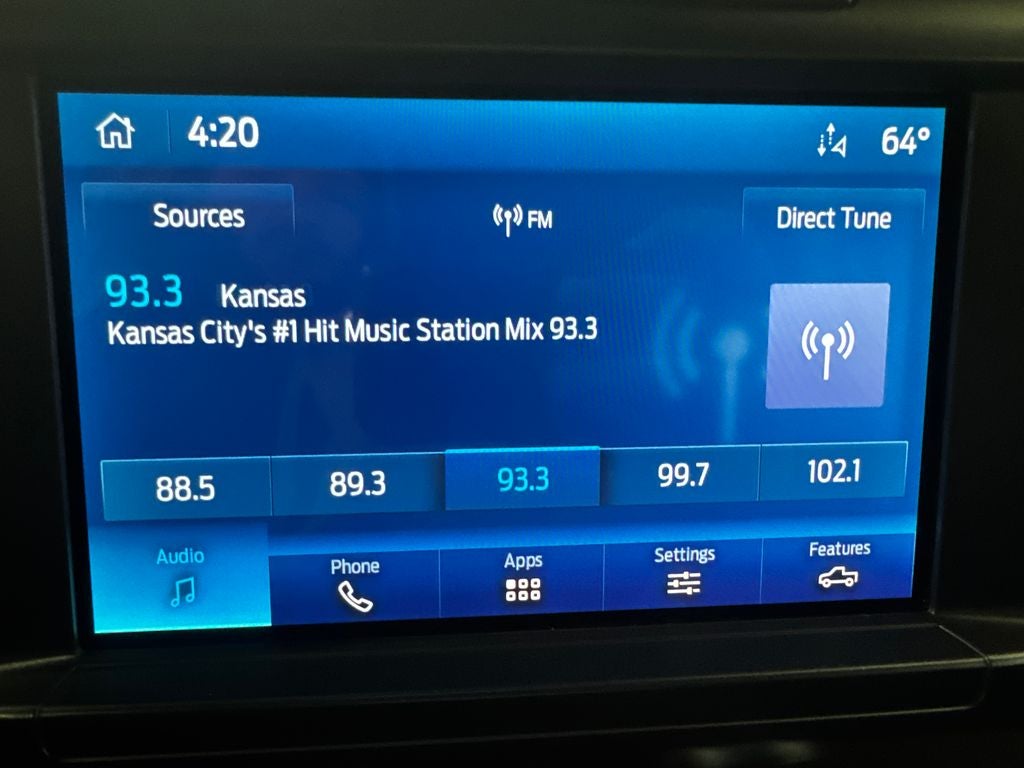 4:20
64°
Sources
FM
Direct Tune
93.3 Kansas
Kansas City's #1 Hit Music Station Mix 93.3
88.5 89.3 93.3 99.7 102.1
Audio Phone Apps Settings Features